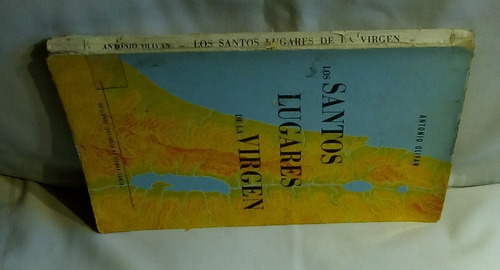 ANTONIO OLIVAN - LOS SANTOS LUGARES DE LA VIRGEN -
ANTONIO OLIVAN
LOS SANTOS
LUGARES
DE LA VIRGEN